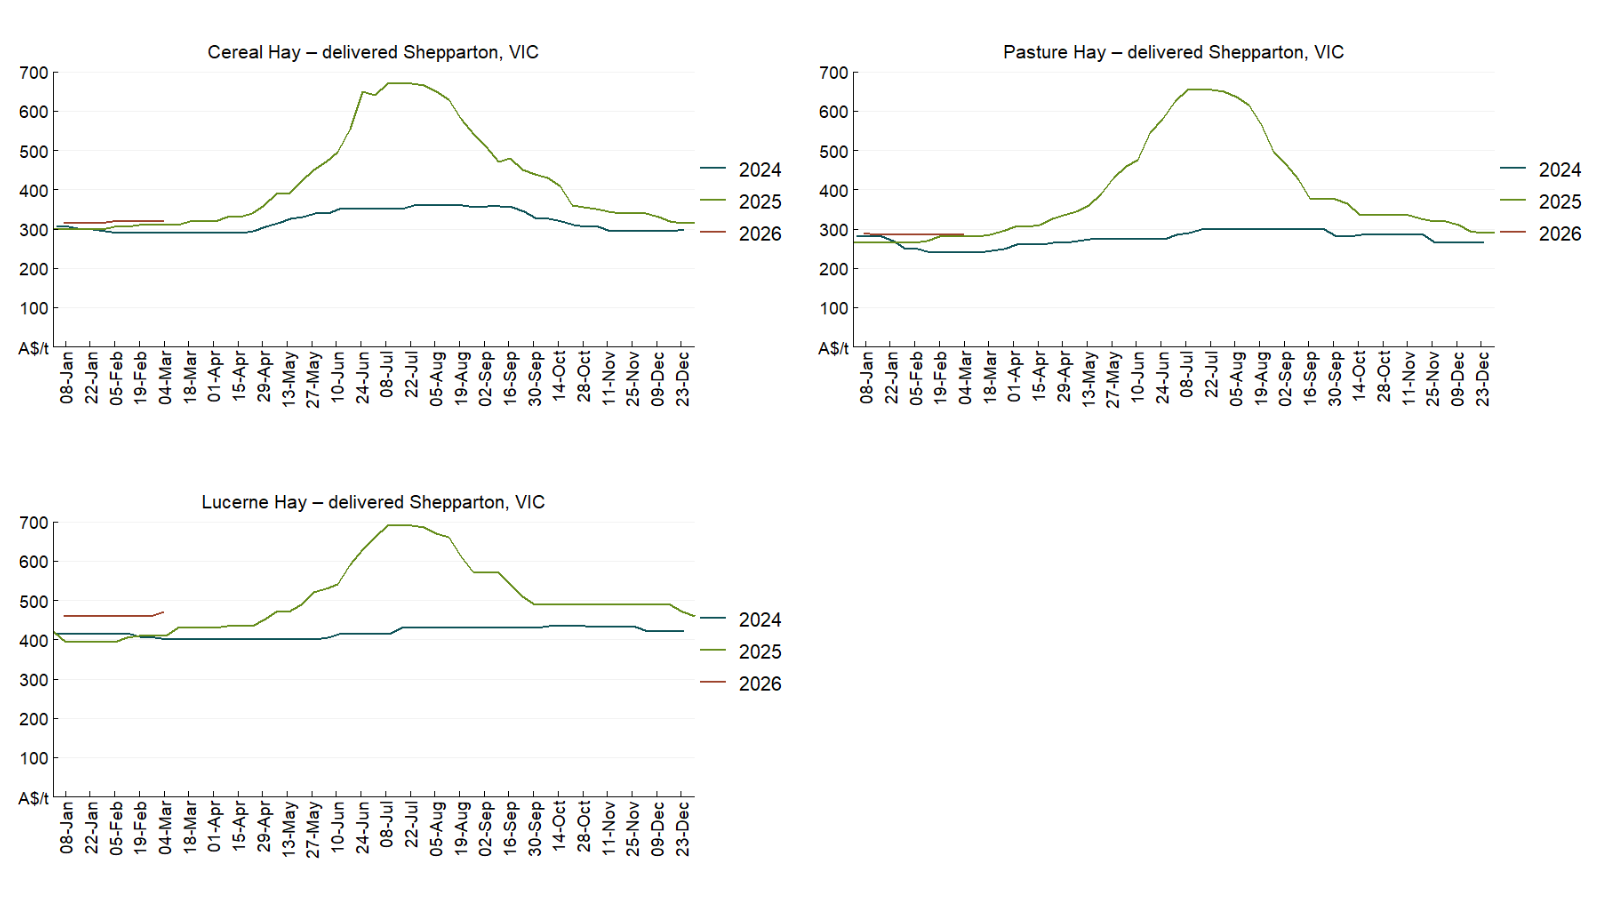 Cereal Hay – delivered Shepparton, VIC
700
600
500
400
300
200
100
A$/t
08-Jan
22-Jan
05-Feb
19-Feb
04-Mar
18-Mar
01-Apr
15-Apr
29-Apr
13-May
27-May
10-Jun
24-Jun
08-Jul
22-Jul
05-Aug
19-Aug
02-Sep
16-Sep
30-Sep
14-Oct
28-Oct
11-Nov
25-Nov
09-Dec
23-Dec
2024
2025
2026
Pasture Hay – delivered Shepparton, VIC
700
600
500
400
300
200
100
A$/t
08-Jan
22-Jan
05-Feb
19-Feb
04-Mar
18-Mar
01-Apr
15-Apr
29-Apr
13-May
27-May
10-Jun
24-Jun
08-Jul
22-Jul
05-Aug
19-Aug
02-Sep
16-Sep
30-Sep
14-Oct
28-Oct
11-Nov
25-Nov
09-Dec
23-Dec
2024
2025
2026
Lucerne Hay – delivered Shepparton, VIC
700
600
500
400
300
200
100
A$/t
08-Jan
22-Jan
05-Feb
19-Feb
04-Mar
18-Mar
01-Apr
15-Apr
29-Apr
13-May
27-May
10-Jun
24-Jun
08-Jul
22-Jul
05-Aug
19-Aug
02-Sep
16-Sep
30-Sep
14-Oct
28-Oct
11-Nov
25-Nov
09-Dec
23-Dec
2024
2025
2026